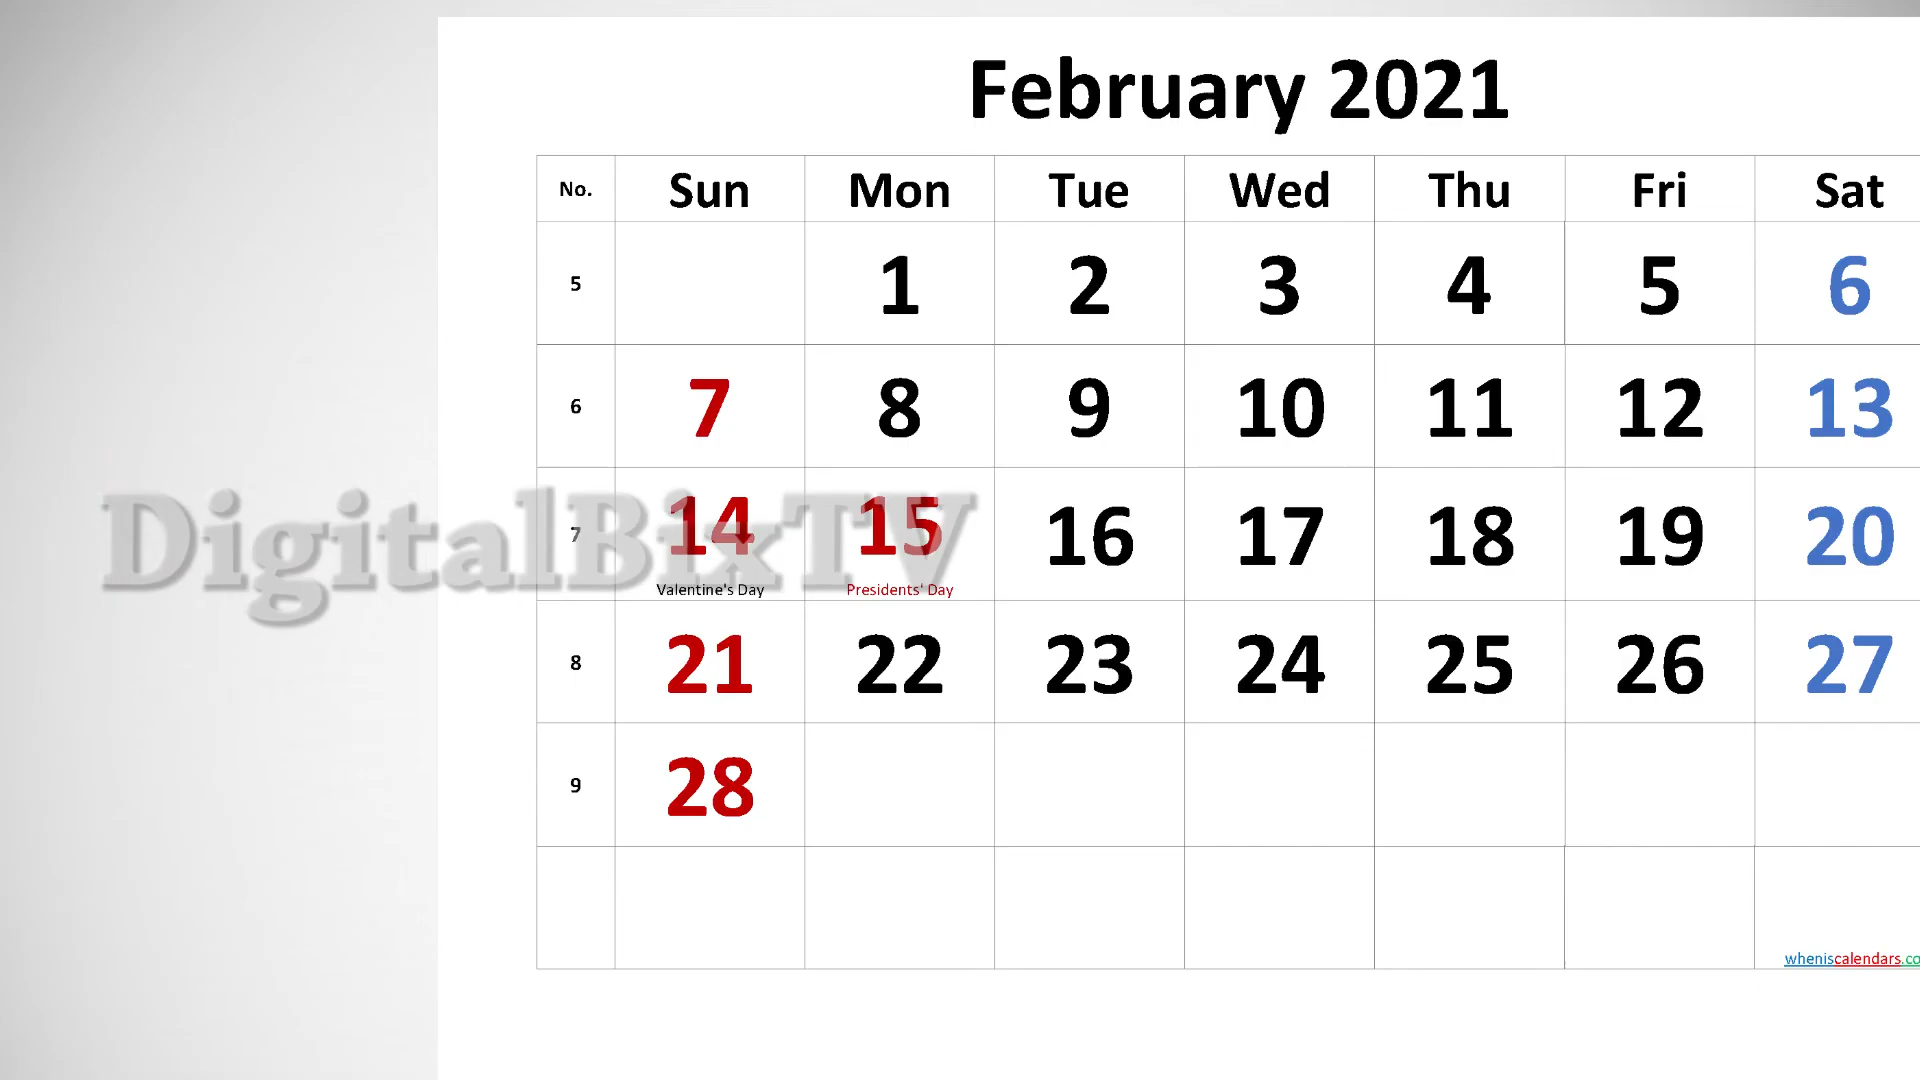 February 2021
No. Sun Mon Tue Wed Thu Fri Sat
5 1 2 3 4 5 6
6 7 8 9 10 11 12 13
7 14 15 16 17 18 19 20
Valentine's Day Presidents' Day
8 21 22 23 24 25 26 27
9 28
DigitalBixTV
wheniscalendars.co